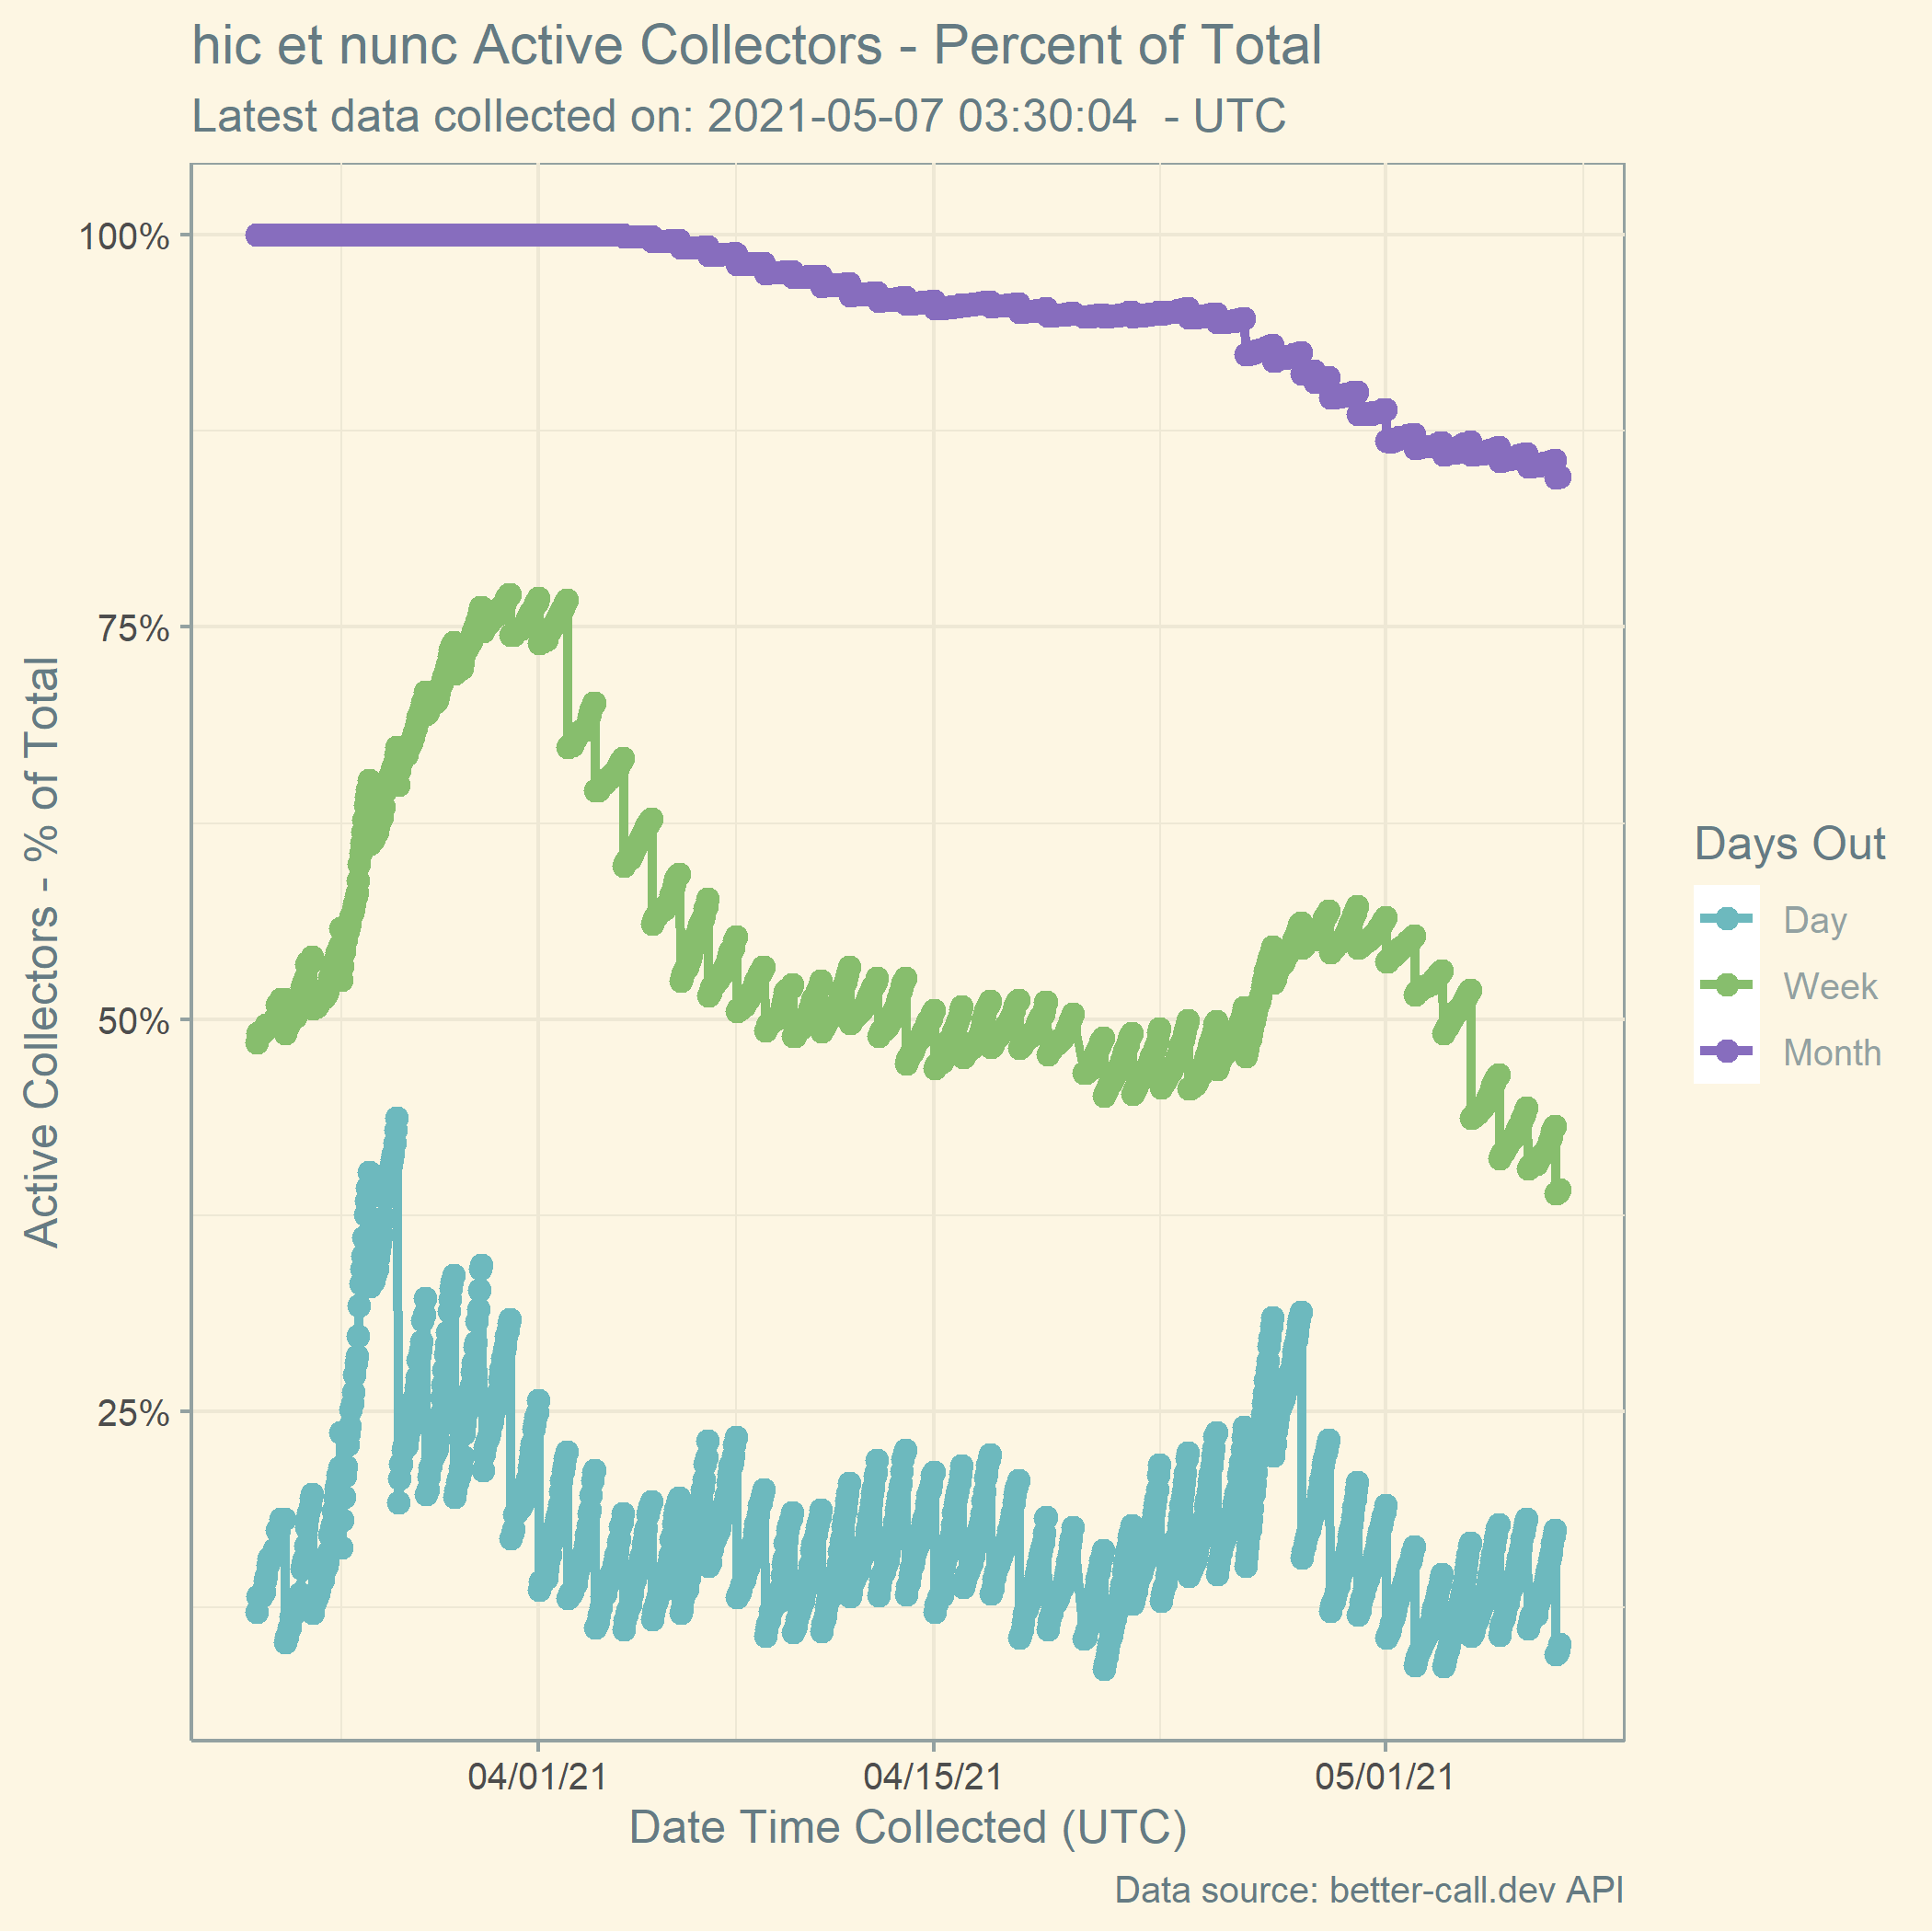 hic et nunc Active Collectors - Percent of Total
Latest data collected on: 2021-05-07 03:30:04  - UTC
Active Collectors - % of Total
100%
75%
50%
25%
04/01/21
04/15/21
05/01/21
Date Time Collected (UTC)
Days Out
Day
Week
Month
Data source: better-call.dev API